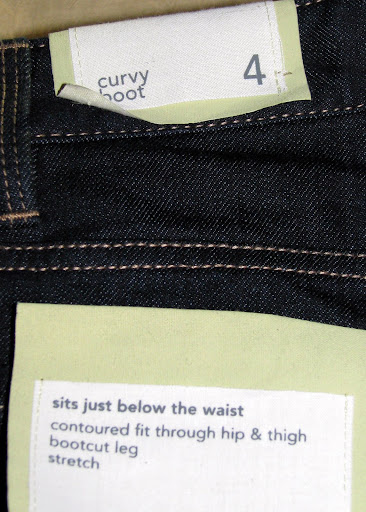 curvy
boot
4
sits just below the waist
contoured fit through hip & thigh
bootcut leg
stretch